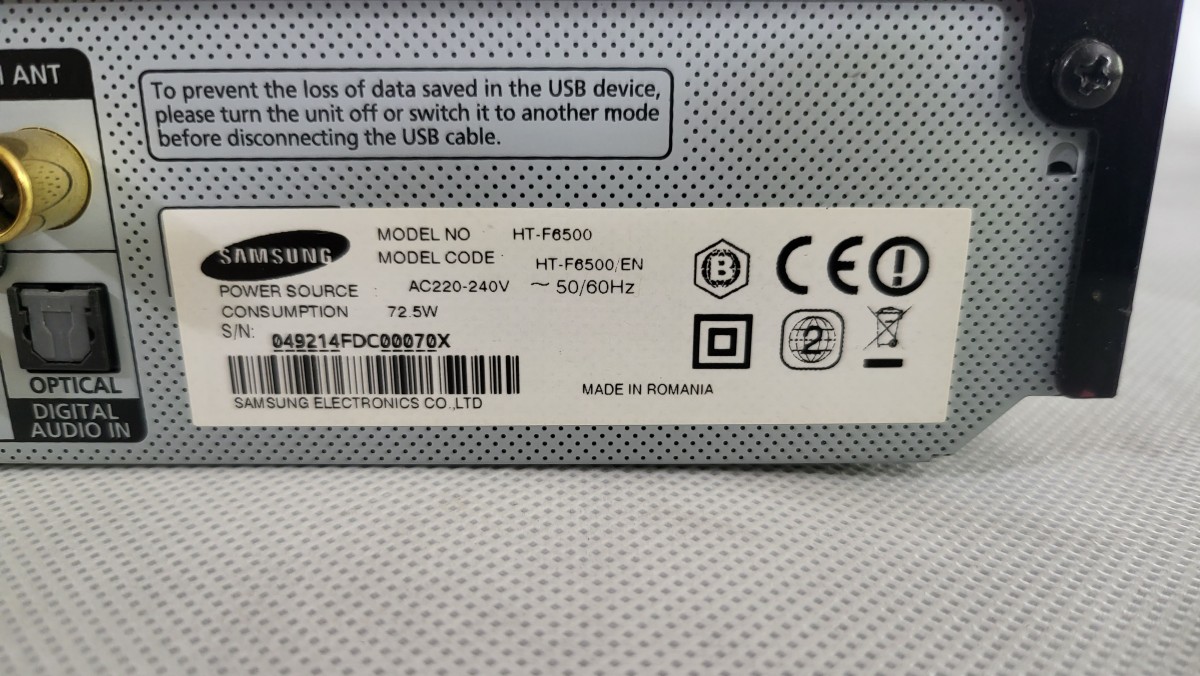 ANT
To prevent the loss of data saved in the USB device,
please turn the unit off or switch it to another mode
before disconnecting the USB cable.
SAMSUNG
MODEL NO HT-F6500
MODEL CODE : HT-F6500/EN
POWER SOURCE : AC220-240V ~ 50/60Hz
CONSUMPTION 72.5W
S/N:
049214FDC00070X
SAMSUNG ELECTRONICS CO.,LTD
MADE IN ROMANIA
B
CE
2
OPTICAL
DIGITAL
AUDIO IN